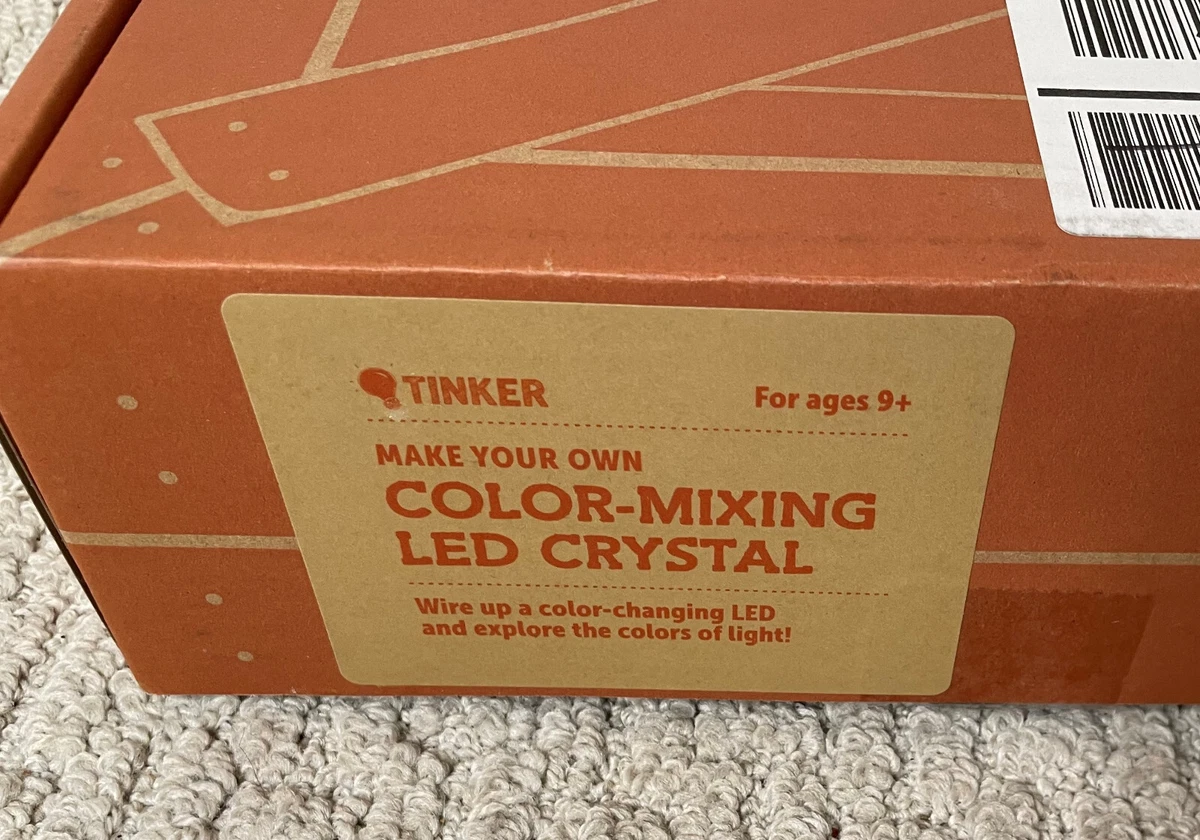 TINKER
For ages 9+
MAKE YOUR OWN
COLOR-MIXING
LED CRYSTAL
Wire up a color-changing LED
and explore the colors of light!